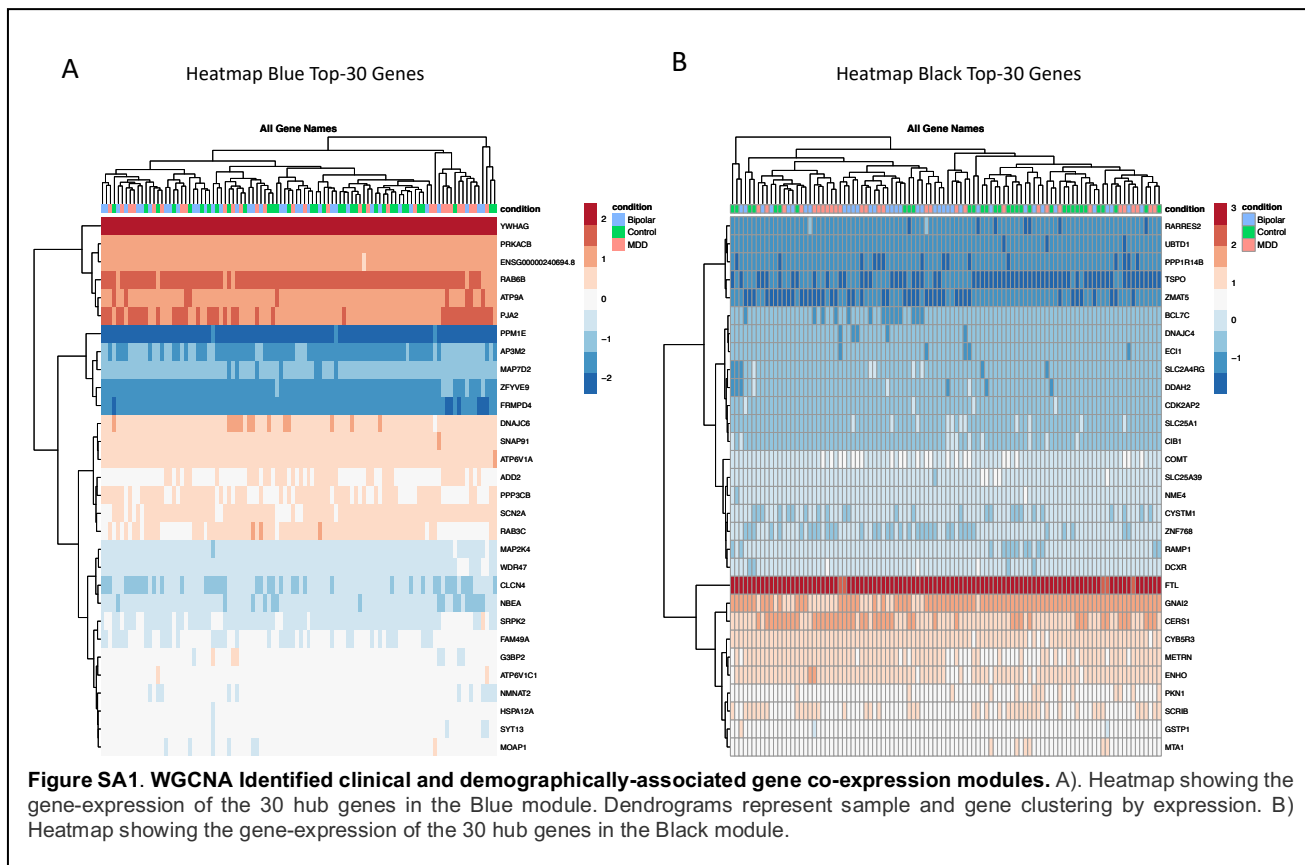 A
Heatmap Blue Top-30 Genes
All Gene Names
condition
YWHAG
PRKACB
ENSG00000240694.8
RAB6B
ATP9A
PJA2
PPM1E
AP3M2
MAP7D2
ZFYVE9
FRMPD4
DNAJC6
SNAP91
ATP6V1A
ADD2
PPP3CB
SCN2A
RAB3C
MAP2K4
WDR47
CLCN4
NBEA
SRPK2
FAM49A
G3BP2
ATP6V1C1
NMNAT2
HSPA12A
SYT13
MOAP1
2
1
0
−1
−2
condition
Bipolar
Control
MDD
B
Heatmap Black Top-30 Genes
All Gene Names
condition
RARRES2
UBTD1
PPP1R14B
TSPO
ZMAT5
BCL7C
DNAJC4
ECI1
SLC2A4RG
DDAH2
CDK2AP2
SLC25A1
CIB1
COMT
SLC25A39
NME4
CYSTM1
ZNF768
RAMP1
DCXR
FTL
GNAI2
CERS1
CYB5R3
METRN
ENHO
PKN1
SCRIB
GSTP1
MTA1
3
2
1
0
−1
condition
Bipolar
Control
MDD
Figure SA1. WGCNA Identified clinical and demographically-associated gene co-expression modules. A). Heatmap showing the
gene-expression of the 30 hub genes in the Blue module. Dendrograms represent sample and gene clustering by expression. B)
Heatmap showing the gene-expression of the 30 hub genes in the Black module.